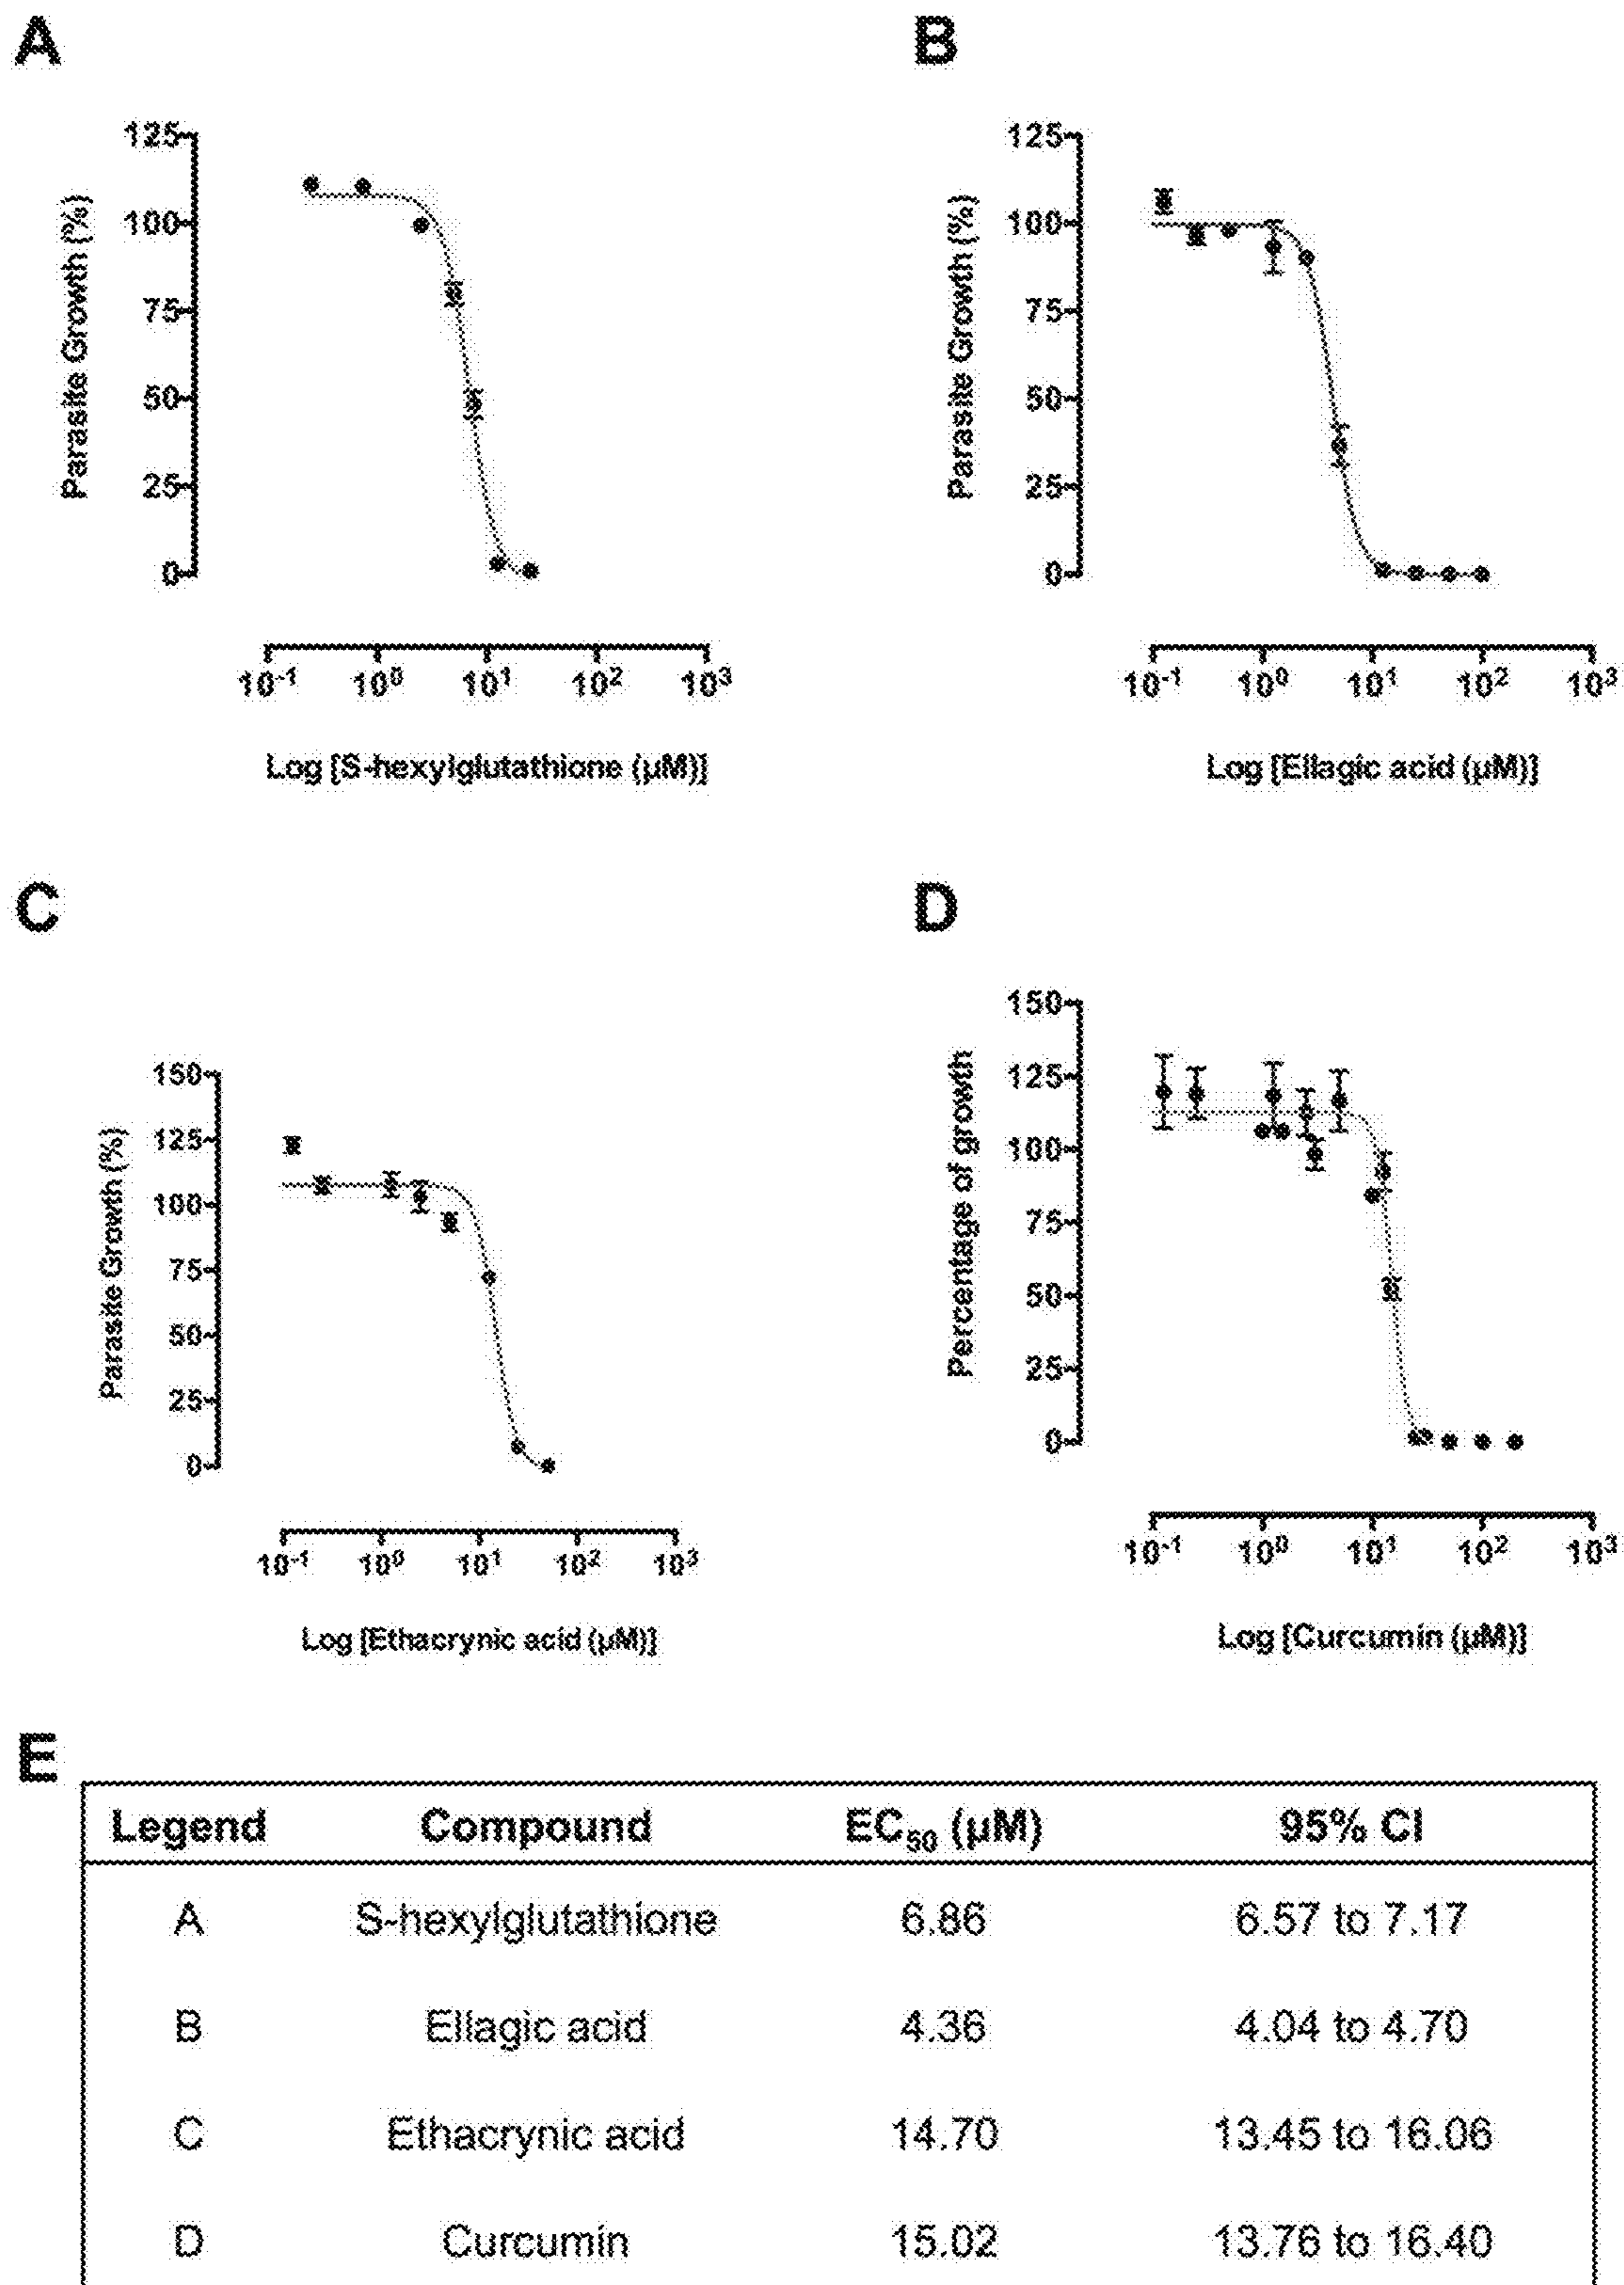 A
B
125
100
75
50
25
0
Parasite Growth (%)
10⁻¹ 10⁰ 10¹ 10² 10³
Log [S-hexylglutathione (µM)]
125
100
75
50
25
0
Parasite Growth (%)
10⁻¹ 10⁰ 10¹ 10² 10³
Log [Ellagic acid (µM)]
C
D
150
125
100
75
50
25
0
Parasite Growth (%)
10⁻¹ 10⁰ 10¹ 10² 10³
Log [Ethacrynic acid (µM)]
150
125
100
75
50
25
0
Percentage of growth
10⁻¹ 10⁰ 10¹ 10² 10³
Log [Curcumin (µM)]
E
Legend Compound EC₅₀ (µM) 95% CI
A S-hexylglutathione 6.86 6.57 to 7.17
B Ellagic acid 4.36 4.04 to 4.70
C Ethacrynic acid 14.70 13.45 to 16.06
D Curcumin 15.02 13.76 to 16.40